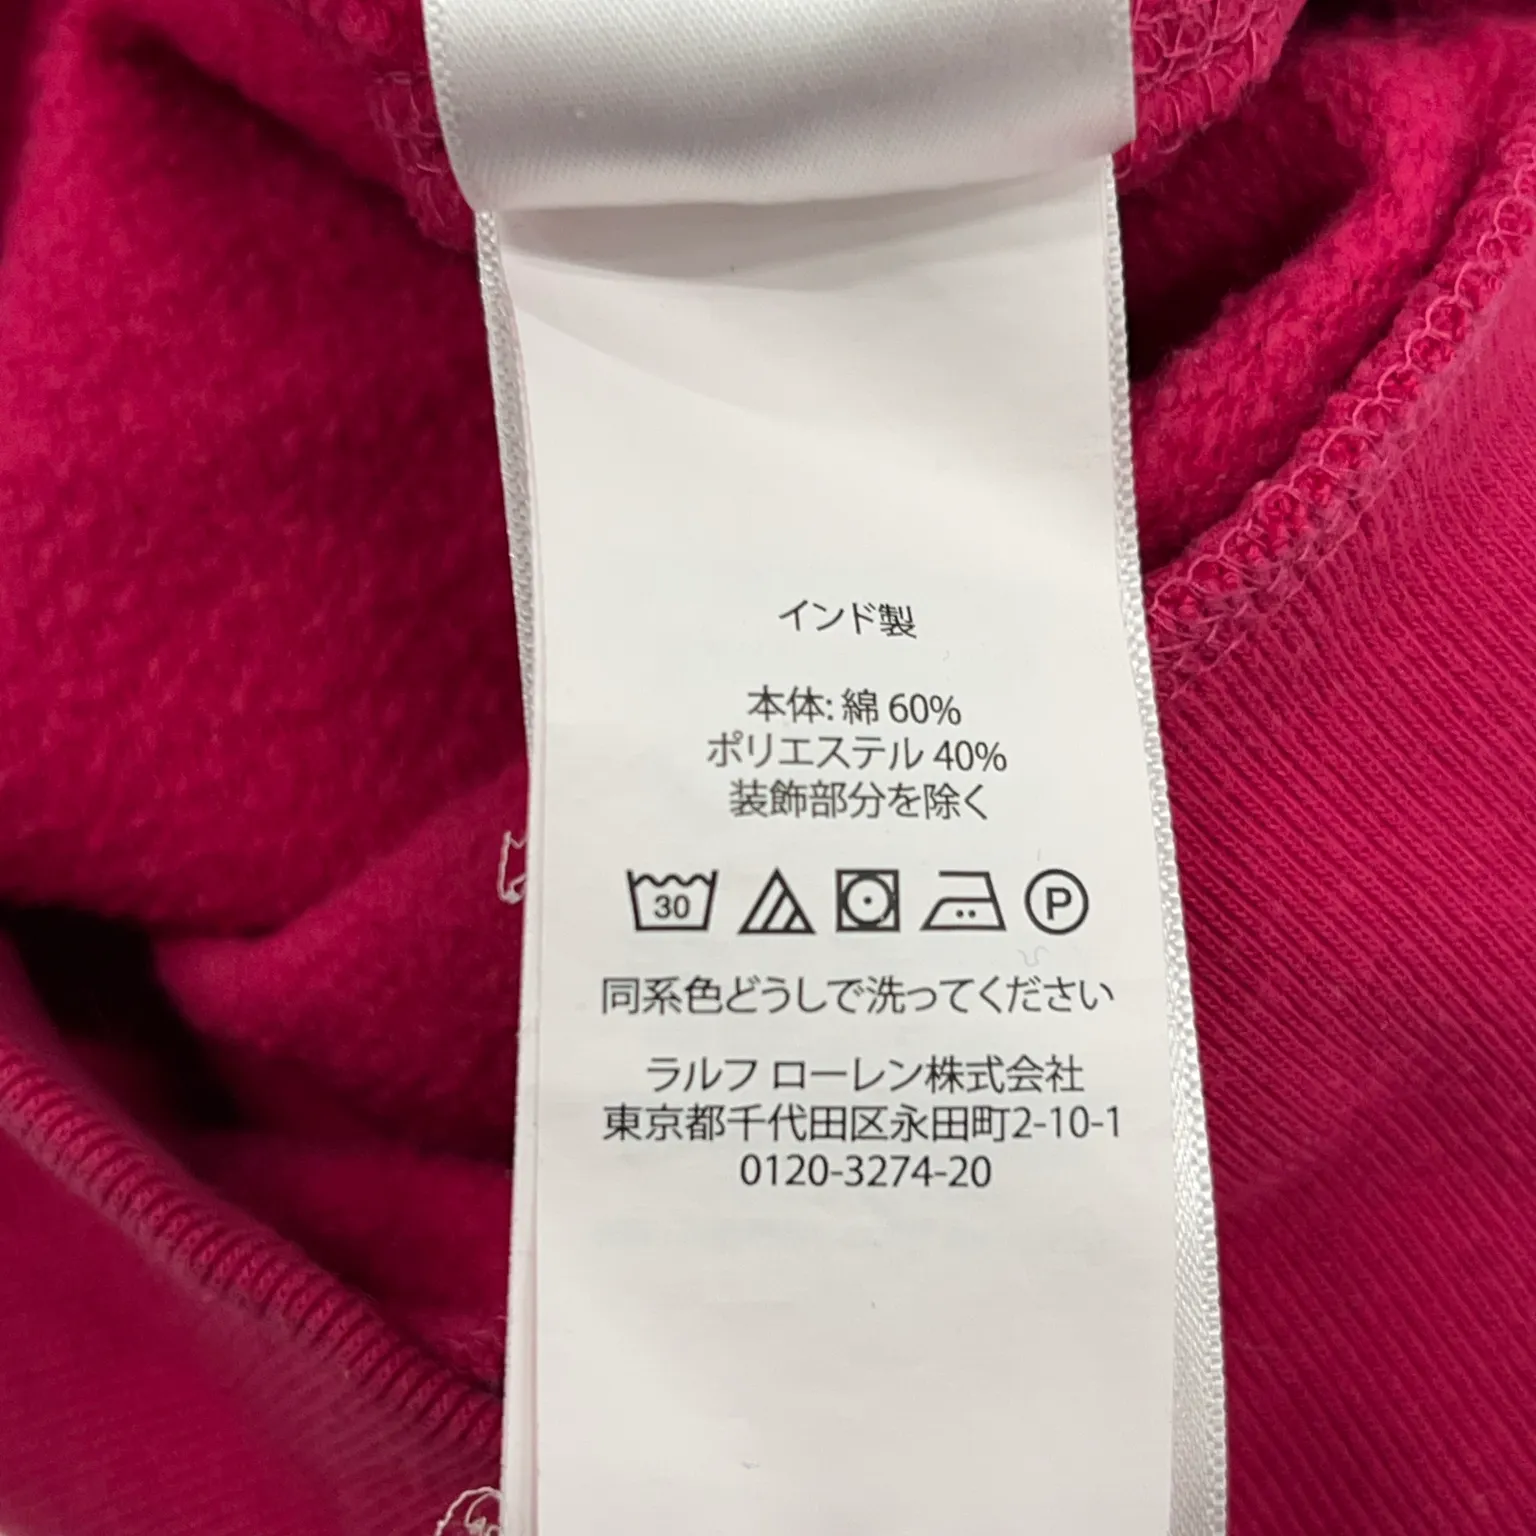 インド製
本体: 綿 60%
ポリエステル 40%
装飾部分を除く
30 P
同系色どうしで洗ってください
ラルフ ローレン株式会社
東京都千代田区永田町2-10-1
0120-3274-20